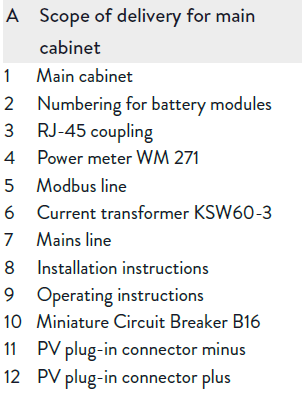 A Scope of delivery for main
cabinet
1 Main cabinet
2 Numbering for battery modules
3 RJ-45 coupling
4 Power meter WM 271
5 Modbus line
6 Current transformer KSW60-3
7 Mains line
8 Installation instructions
9 Operating instructions
10 Miniature Circuit Breaker B16
11 PV plug-in connector minus
12 PV plug-in connector plus